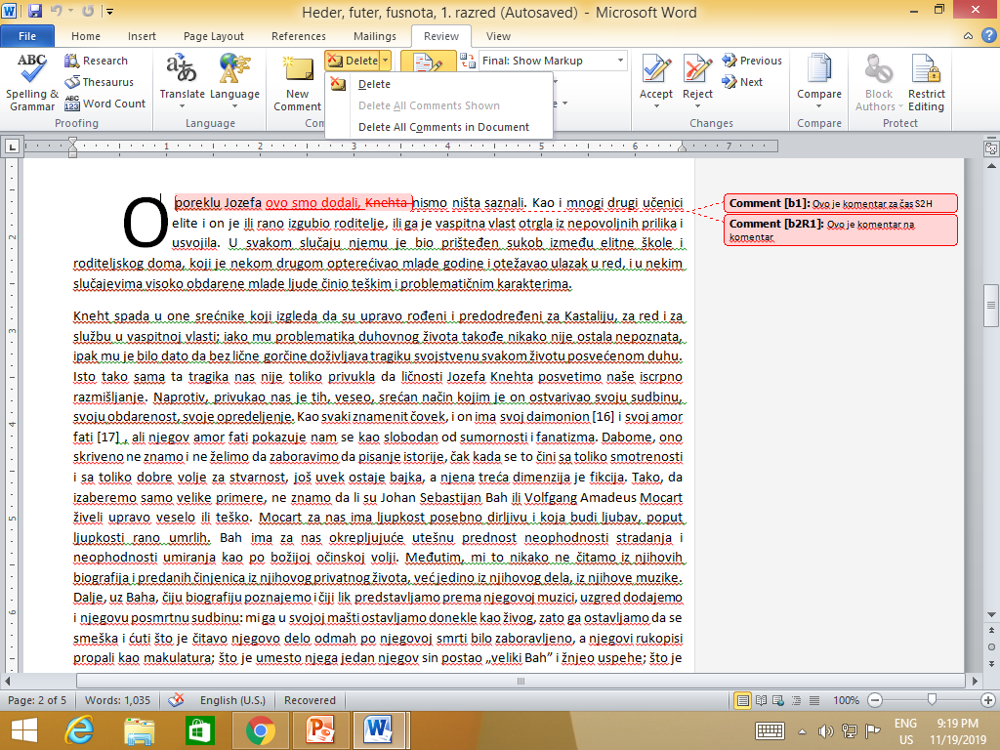 Heder, futer, fusnota, 1. razred (Autosaved) - Microsoft Word
File Home Insert Page Layout References Mailings Review View
ABC
Spelling & Grammar
Research
Thesaurus
ABC 123 Word Count
Proofing
Translate
Language
Language
New Comment
Delete
Delete
Delete All Comments Shown
Delete All Comments in Document
Final: Show Markup
Accept
Reject
Previous
Next
Changes
Compare
Compare
Block Authors
Restrict Editing
Protect
1 2 3 4 5 6 7
O poreklu Jozefa ovo smo dodali, Knehta nismo ništa saznali. Kao i mnogi drugi učenici
elite i on je ili rano izgubio roditelje, ili ga je vaspitna vlast otrgla iz nepovoljnih prilika i
usvojila. U svakom slučaju njemu je bio prišteđen sukob između elitne škole i
roditeljskog doma, koji je nekom drugom opterećivao mlade godine i otežavao ulazak u red, i u nekim
slučajevima visoko obdarene mlade ljude činio teškim i problematičnim karakterima.
Comment [b1]: Ovo je komentar za čas S2H
Comment [b2R1]: Ovo je komentar na
komentar
Kneht spada u one srećnike koji izgleda da su upravo rođeni i predodređeni za Kastaliju, za red i za
službu u vaspitnoj vlasti; iako mu problematika duhovnog života takođe nikako nije ostala nepoznata,
ipak mu je bilo dato da bez lične gorčine doživljava tragiku svojstvenu svakom životu posvećenom duhu.
Isto tako sama ta tragika nas nije toliko privukla da ličnosti Jozefa Knehta posvetimo naše iscrpno
razmišljanje. Naprotiv, privukao nas je tih, veseo, srećan način kojim je on ostvarivao svoju sudbinu,
svoju obdarenost, svoje opredeljenje. Kao svaki znamenit čovek, i on ima svoj daimonion [16] i svoj amor
fati [17] , ali njegov amor fati pokazuje nam se kao slobodan od sumornosti i fanatizma. Dabome, ono
skriveno ne znamo i ne želimo da zaboravimo da pisanje istorije, čak kada se to čini sa toliko smotrenosti
i sa toliko dobre volje za stvarnost, još uvek ostaje bajka, a njena treća dimenzija je fikcija. Tako, da
izaberemo samo velike primere, ne znamo da li su Johan Sebastijan Bah ili Volfgang Amadeus Mocart
živeli upravo veselo ili teško. Mocart za nas ima ljupkost posebno dirljivu i koja budi ljubav, poput
ljupkosti rano umrlih. Bah ima za nas okrepljujuće utešnu prednost neophodnosti stradanja i
neophodnosti umiranja kao po božijoj očinskoj volji. Međutim, mi to nikako ne čitamo iz njihovih
biografija i predanih činjenica iz njihovog privatnog života, već jedino iz njihovog dela, iz njihove muzike.
Dalje, uz Baha, čiju biografiju poznajemo i čiji lik predstavljamo prema njegovoj muzici, uzgred dodajemo
i njegovu posmrtnu sudbinu: mi ga u svojoj mašti ostavljamo donekle kao živog, zato ga ostavljamo da se
smeška i ćuti što je čitavo njegovo delo odmah po njegovoj smrti bilo zaboravljeno, a njegovi rukopisi
propali kao makulatura; što je umesto njega jedan njegov sin postao „veliki Bah” i žnjeo uspehe; što je
Page: 2 of 5 Words: 1,035 English (U.S.) Recovered 100%
ENG 9:19 PM
US 11/19/2019